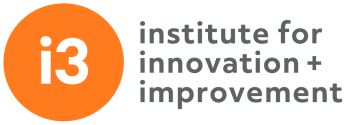 i3
institute for
innovation +
improvement